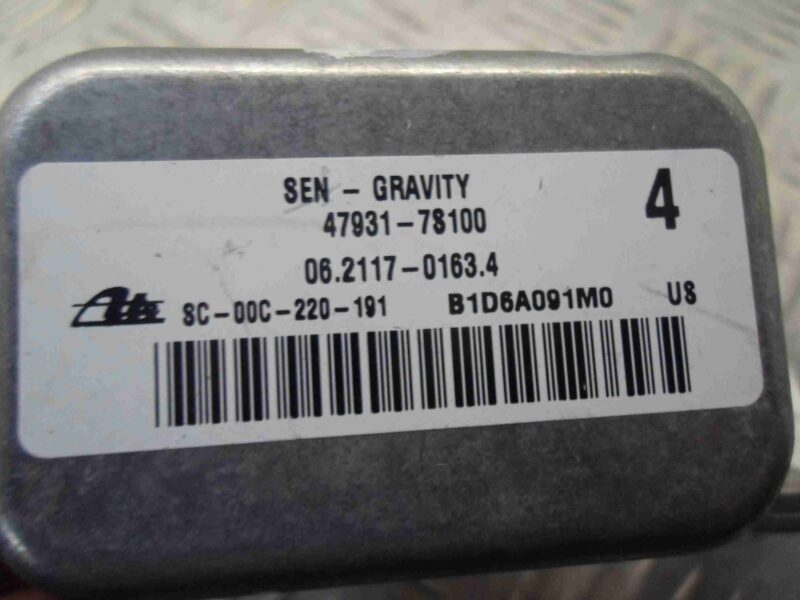 SEN - GRAVITY
4
47931-78100
06.2117-0163.4
Ate SC-00C-220-191 B1D6A091M0 US